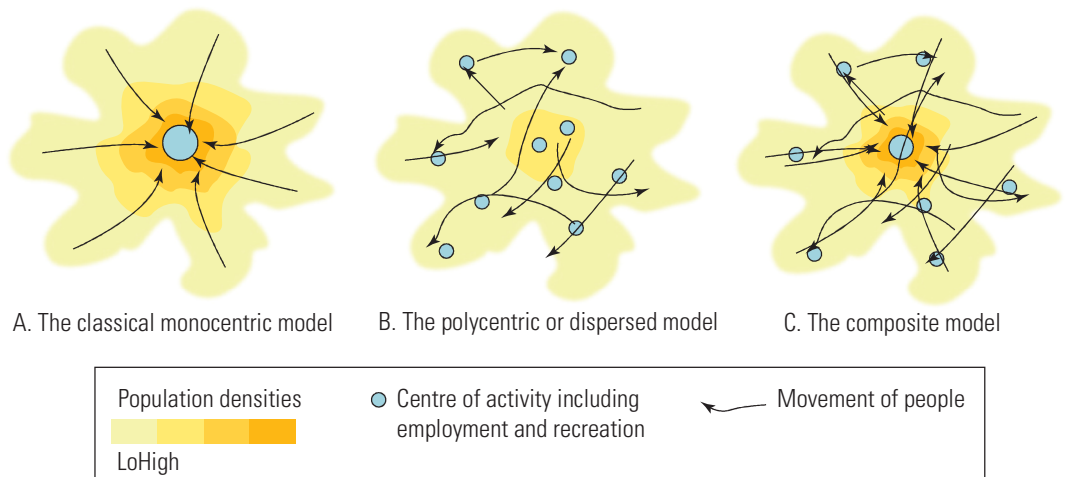 A. The classical monocentric model
B. The polycentric or dispersed model
C. The composite model
Population densities
LoHigh
Centre of activity including
employment and recreation
Movement of people